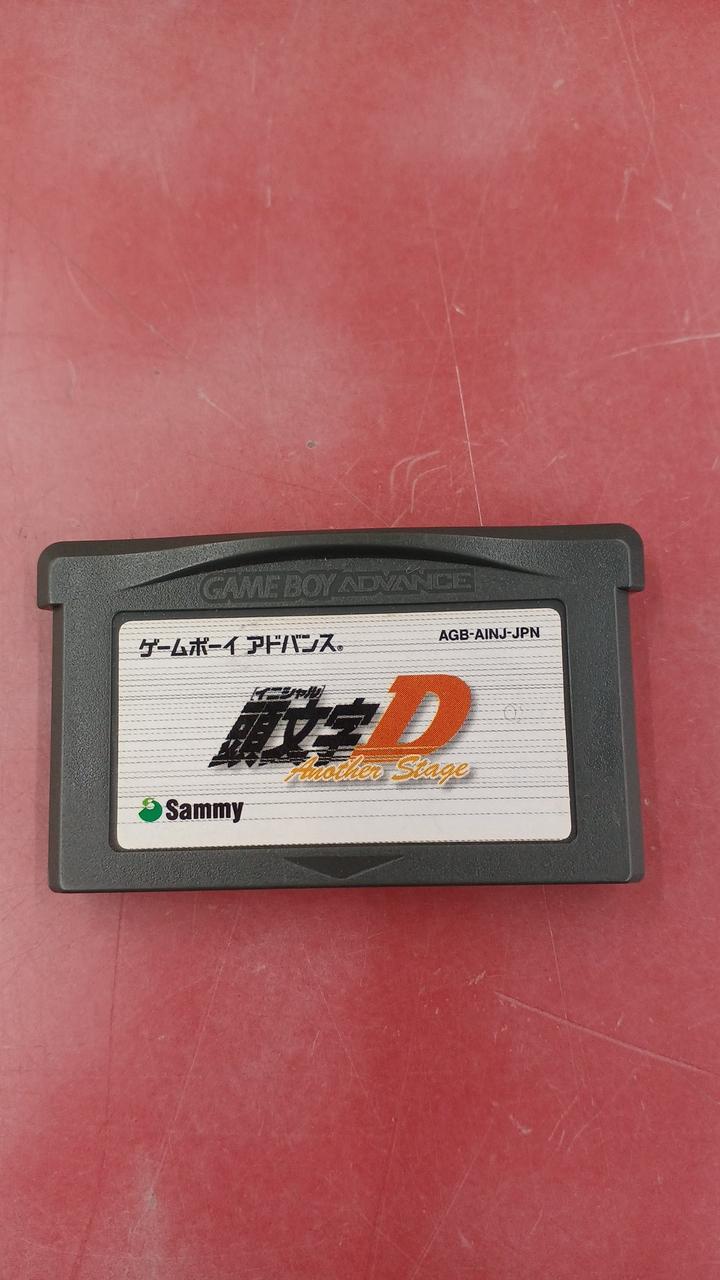 GAME BOY ADVANCE
ゲームボーイ アドバンス®
AGB-AINJ-JPN
イニシャル
頭文字D
Another Stage
Sammy